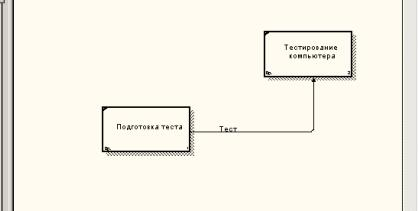 Тестирование
компьютера
Подготовка теста
Тест